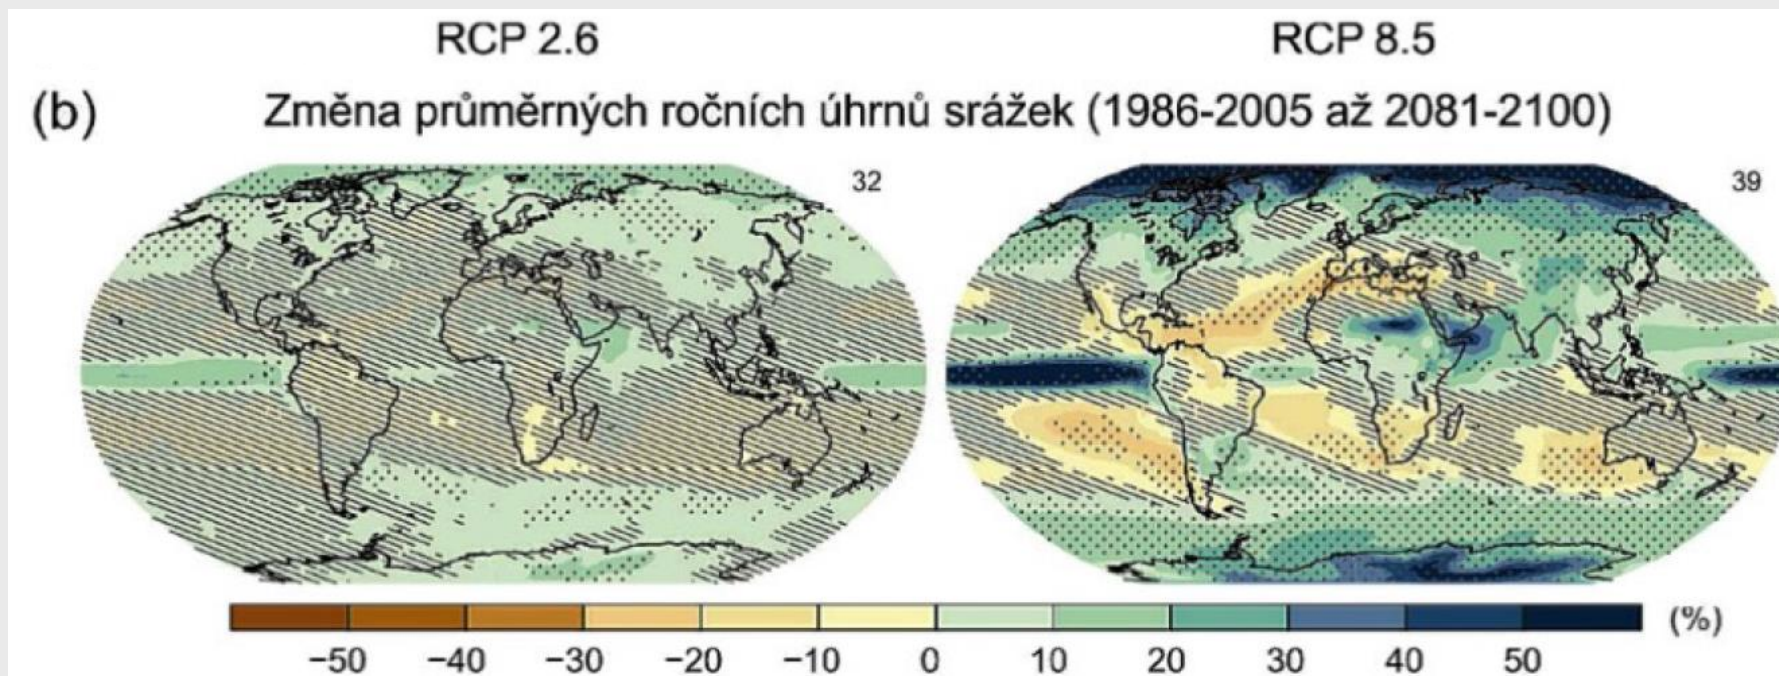 RCP 2.6 RCP 8.5
(b) Změna průměrných ročních úhrnů srážek (1986-2005 až 2081-2100)
32 39
(%)
−50 −40 −30 −20 −10 0 10 20 30 40 50